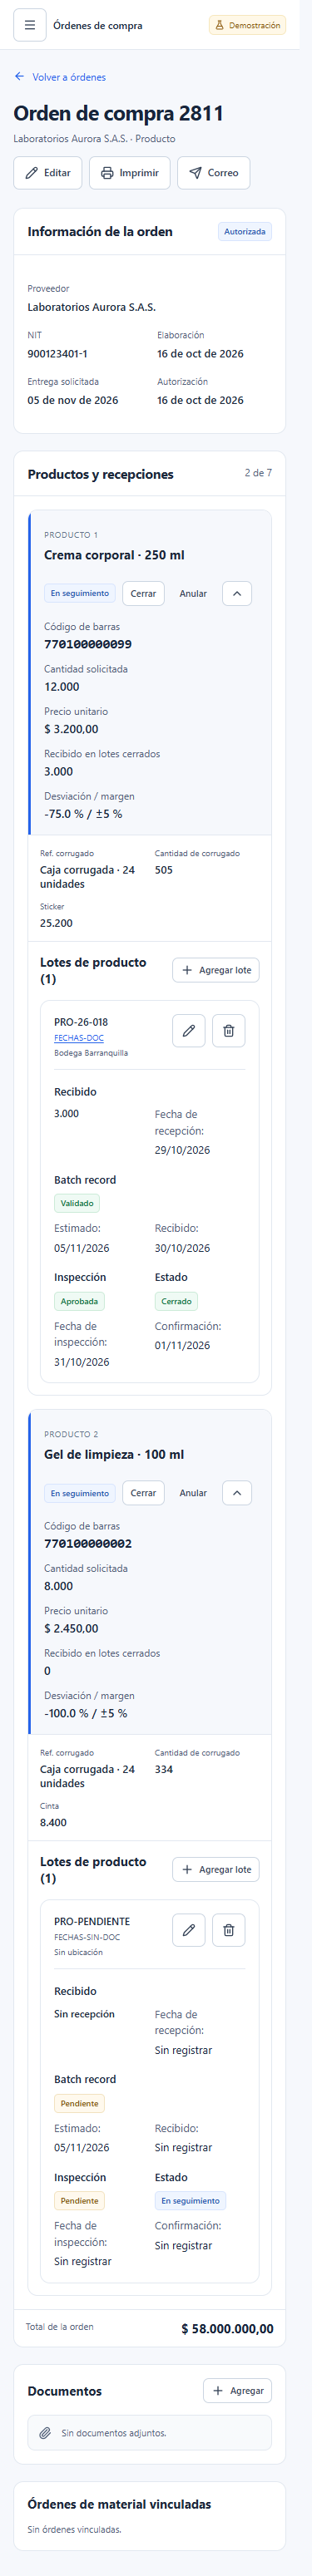 Órdenes de compra
Demostración
Volver a órdenes
Orden de compra 2811
Laboratorios Aurora S.A.S. · Producto
Editar
Imprimir
Correo
Información de la orden
Autorizada
Proveedor
Laboratorios Aurora S.A.S.
NIT
Elaboración
900123401-1
16 de oct de 2026
Entrega solicitada
Autorización
05 de nov de 2026
16 de oct de 2026
Productos y recepciones
2 de 7
PRODUCTO 1
Crema corporal · 250 ml
En seguimiento
Cerrar
Anular
Código de barras
770100000099
Cantidad solicitada
12.000
Precio unitario
$ 3.200,00
Recibido en lotes cerrados
3.000
Desviación / margen
-75.0 % / ±5 %
Ref. corrugado
Cantidad de corrugado
Caja corrugada · 24
unidades
505
Sticker
25.200
Lotes de producto
(1)
Agregar lote
PRO-26-018
FECHAS-DOC
Bodega Barranquilla
Recibido
3.000
Fecha de
recepción:
29/10/2026
Batch record
Validado
Estimado:
Recibido:
05/11/2026
30/10/2026
Inspección
Estado
Aprobada
Cerrado
Fecha de
inspección:
31/10/2026
Confirmación:
01/11/2026
PRODUCTO 2
Gel de limpieza · 100 ml
En seguimiento
Cerrar
Anular
Código de barras
770100000002
Cantidad solicitada
8.000
Precio unitario
$ 2.450,00
Recibido en lotes cerrados
0
Desviación / margen
-100.0 % / ±5 %
Ref. corrugado
Cantidad de corrugado
Caja corrugada · 24
unidades
334
Cinta
8.400
Lotes de producto
(1)
Agregar lote
PRO-PENDIENTE
FECHAS-SIN-DOC
Sin ubicación
Recibido
Sin recepción
Fecha de
recepción:
Sin registrar
Batch record
Pendiente
Estimado:
Recibido:
05/11/2026
Sin registrar
Inspección
Estado
Pendiente
En seguimiento
Fecha de
inspección:
Sin registrar
Confirmación:
Sin registrar
Total de la orden
$ 58.000.000,00
Documentos
Agregar
Sin documentos adjuntos.
Órdenes de material vinculadas
Sin órdenes vinculadas.